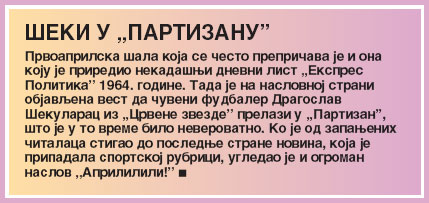 ШЕКИ У „ПАРТИЗАНУ”
Првоаприлска шала која се често препричава је и она
коју је приредио некадашњи дневни лист „Експрес
Политика” 1964. године. Тада је на насловној страни
објављена вест да чувени фудбалер Драгослав
Шекуларац из „Црвене звезде” прелази у „Партизан”,
што је у то време било невероватно. Ко је од запањених
читалаца стигао до последње стране новина, која је
припадала спортској рубрици, угледао је и огроман
наслов „Априлилили!” ■